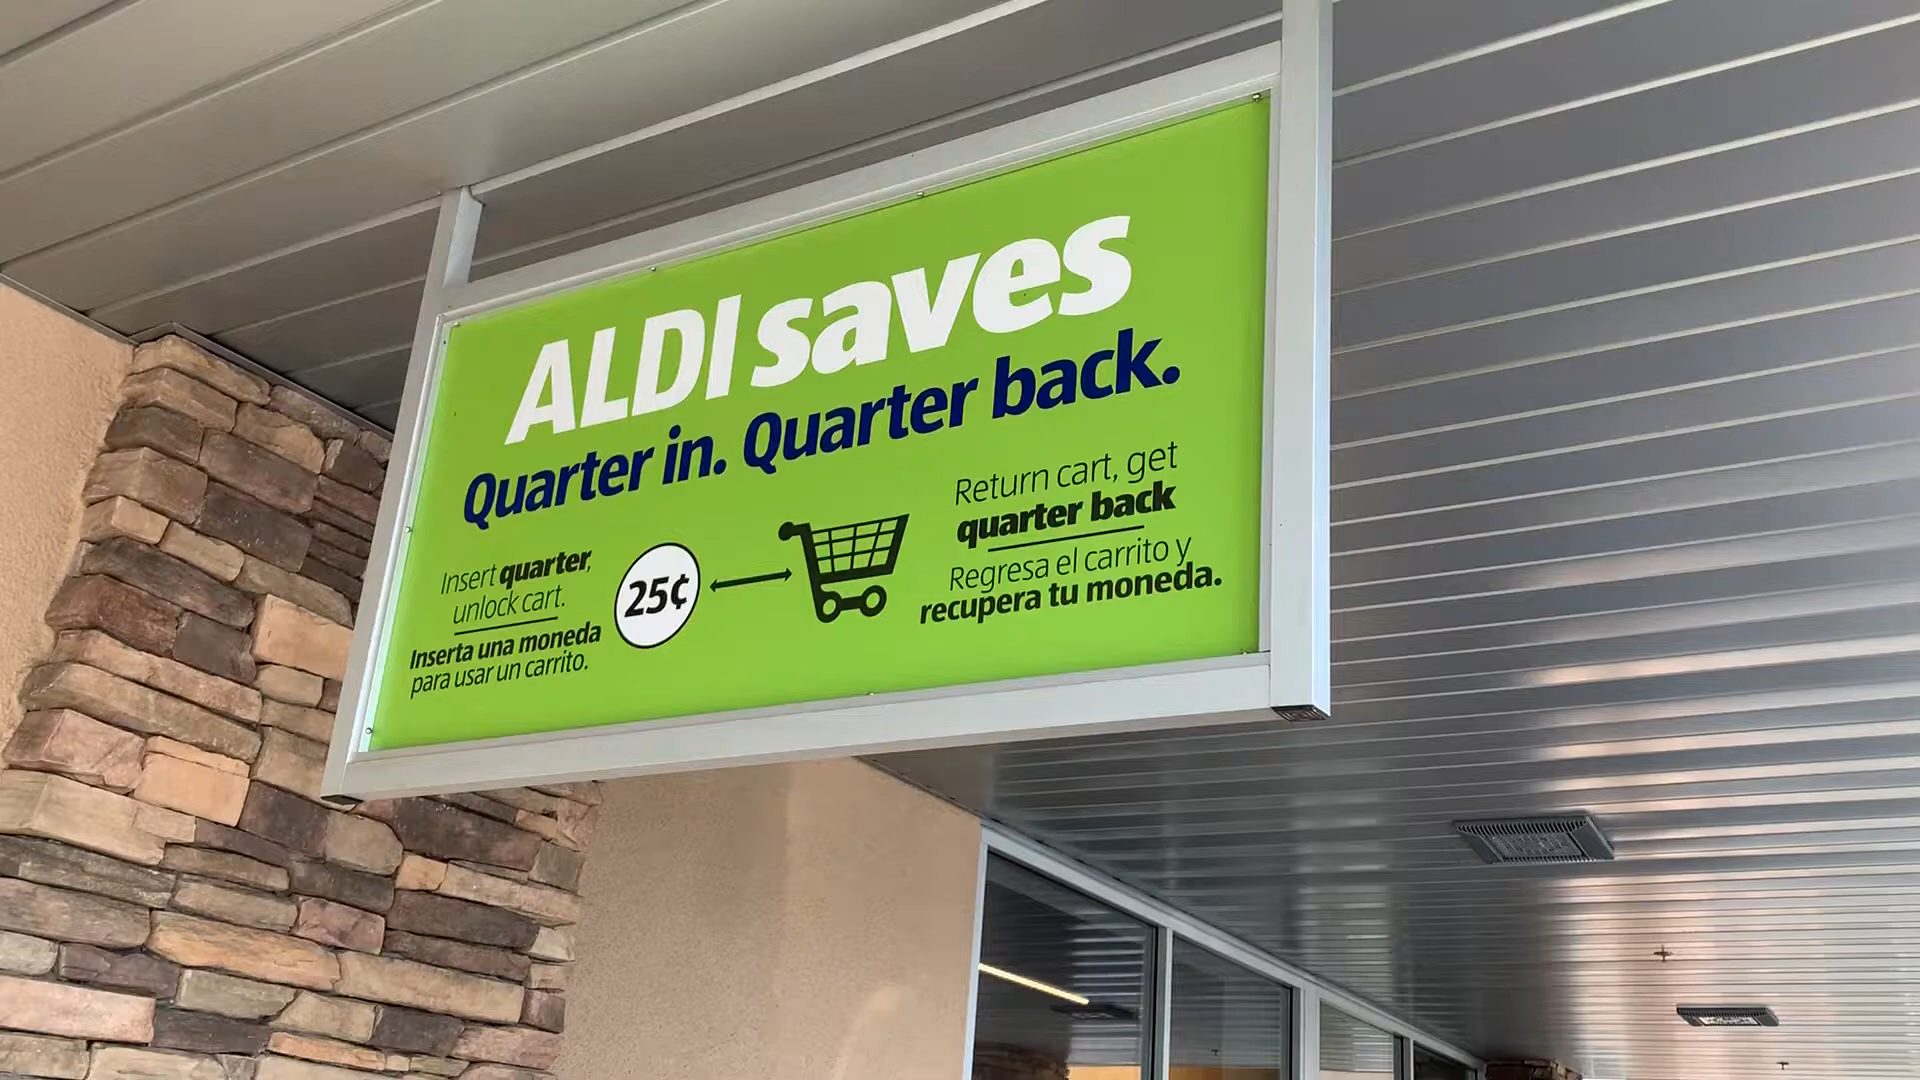 ALDI saves
Quarter in. Quarter back.
Insert quarter,
unlock cart.
Inserta una moneda
para usar un carrito.
25¢
Return cart, get
quarter back
Regresa el carrito y
recupera tu moneda.